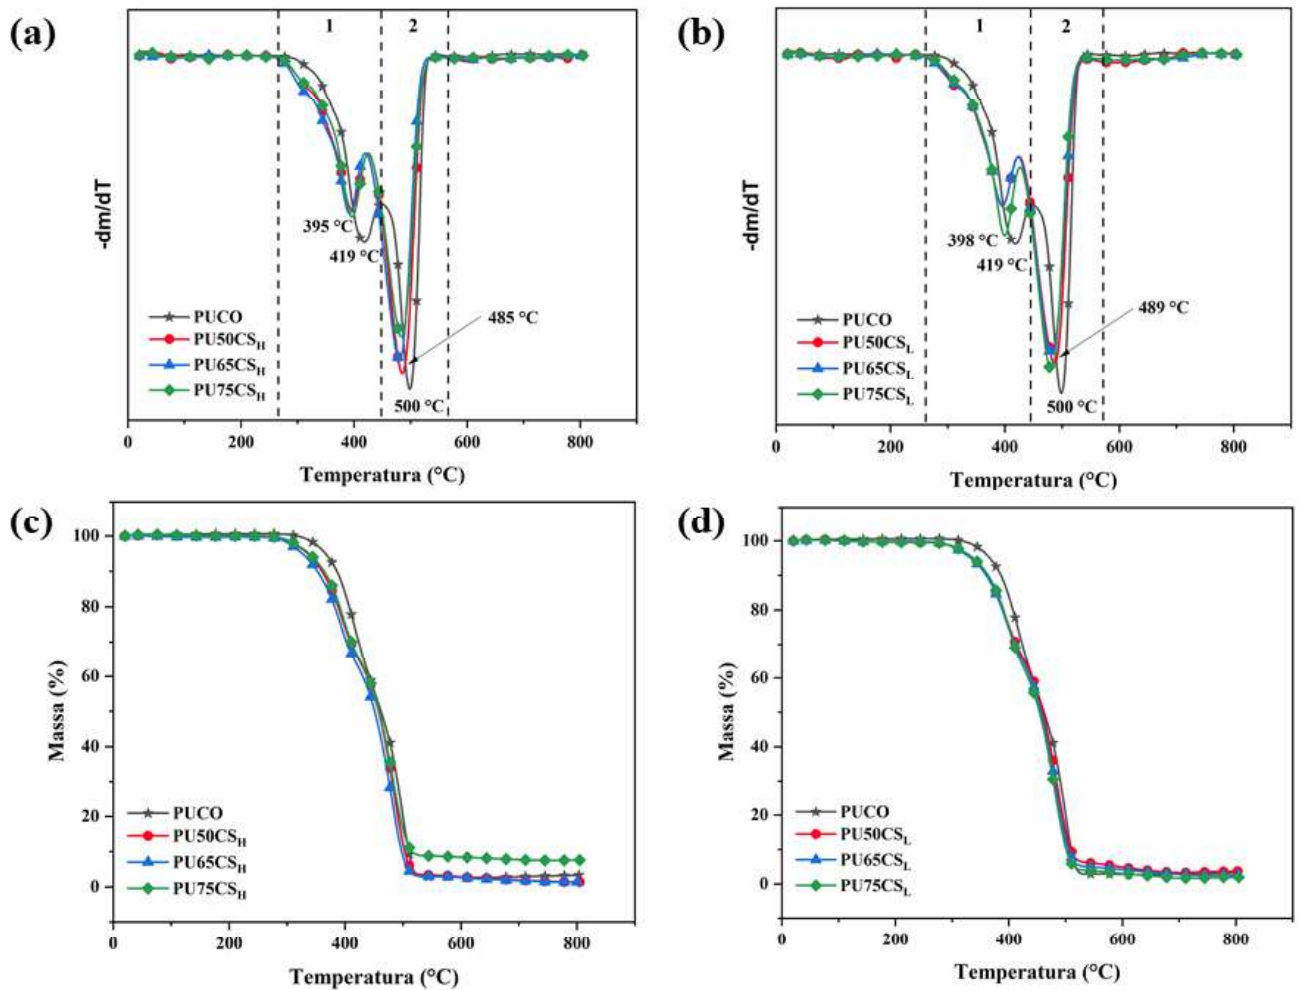 (a)
1
2
-dm/dT
395 °C
419 °C
485 °C
500 °C
PUCO
PU50CSH
PU65CSH
PU75CSH
0
200
400
600
800
Temperatura (°C)
(b)
1
2
-dm/dT
398 °C
419 °C
489 °C
500 °C
PUCO
PU50CSL
PU65CSL
PU75CSL
0
200
400
600
800
Temperatura (°C)
(c)
100
80
60
40
20
0
Massa (%)
PUCO
PU50CSH
PU65CSH
PU75CSH
0
200
400
600
800
Temperatura (°C)
(d)
100
80
60
40
20
0
Massa (%)
PUCO
PU50CSL
PU65CSL
PU75CSL
0
200
400
600
800
Temperatura (°C)